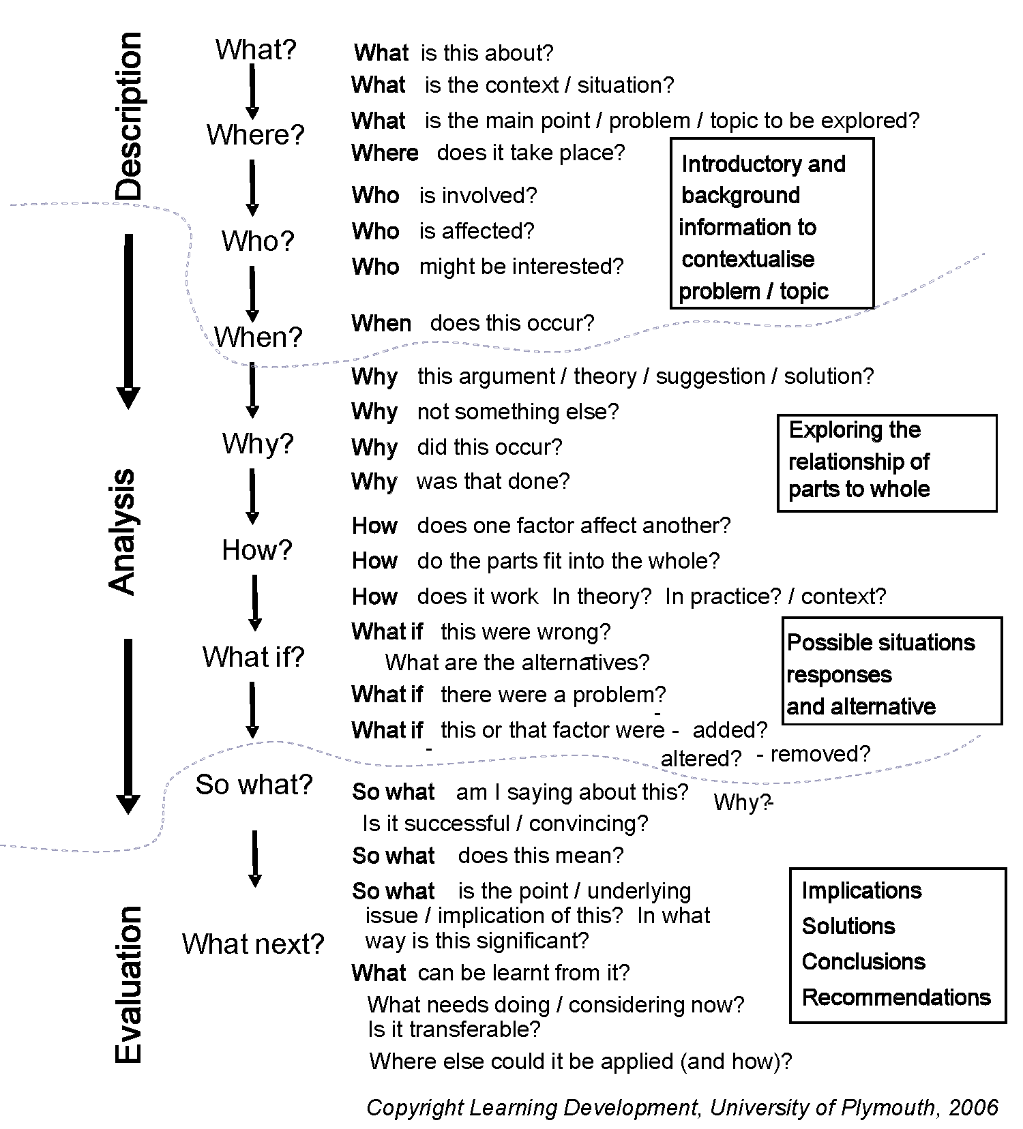 Description
What?
What is this about?
What is the context / situation?
What is the main point / problem / topic to be explored?
Where?
Where does it take place?
Introductory and
background
information to
contextualise
problem / topic
Who?
Who is involved?
Who is affected?
Who might be interested?
When?
When does this occur?
Analysis
Why?
Why this argument / theory / suggestion / solution?
Why not something else?
Why did this occur?
Why was that done?
Exploring the
relationship of
parts to whole
How?
How does one factor affect another?
How do the parts fit into the whole?
How does it work In theory? In practice? / context?
What if?
What if this were wrong?
What are the alternatives?
What if there were a problem?
What if this or that factor were - added?
altered? - removed?
Possible situations
responses
and alternative
Evaluation
So what?
So what am I saying about this? Why?
Is it successful / convincing?
So what does this mean?
So what is the point / underlying
issue / implication of this? In what
way is this significant?
What next?
What can be learnt from it?
What needs doing / considering now?
Is it transferable?
Where else could it be applied (and how)?
Implications
Solutions
Conclusions
Recommendations
Copyright Learning Development, University of Plymouth, 2006